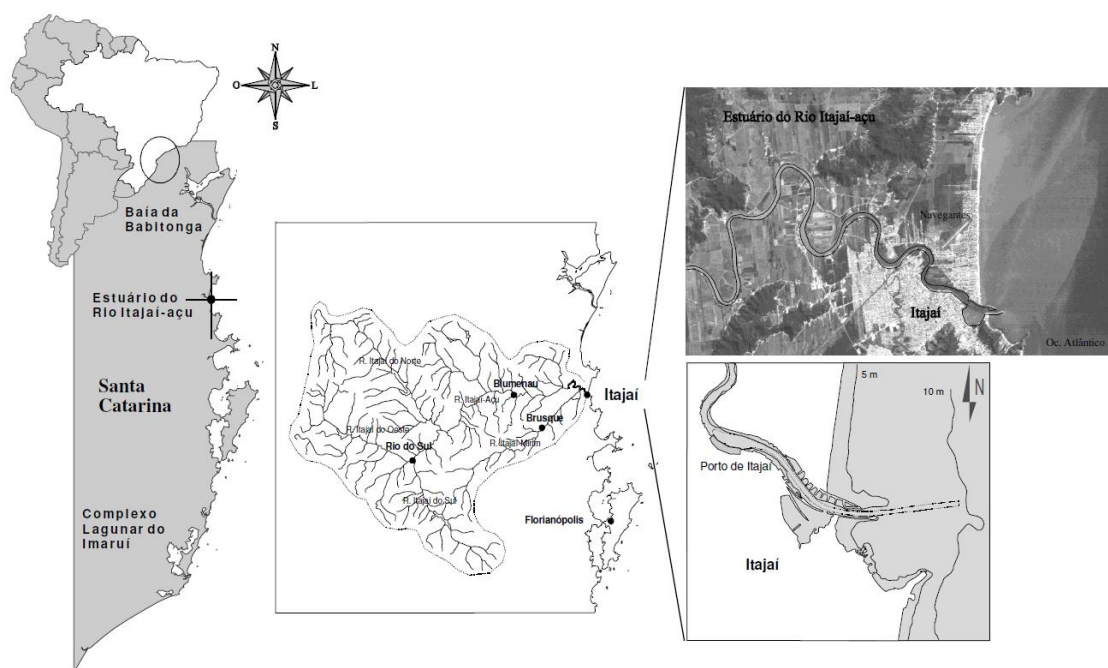 N
O
L
S
Baía da
Babitonga
Estuário do
Rio Itajaí-açu
Santa
Catarina
Complexo
Lagunar do
Imaruí
R. Itajaí do Norte
Blumenau
R. Itajaí-Açu
Itajaí
Brusque
R. Itajaí do Oeste
R. Itajaí-Mirim
Rio do Sul
R. Itajaí do Sul
Florianópolis
Estuário do Rio Itajaí-açu
Navegantes
Itajaí
Oc. Atlântico
5 m
10 m
N
Porto de Itajaí
Itajaí